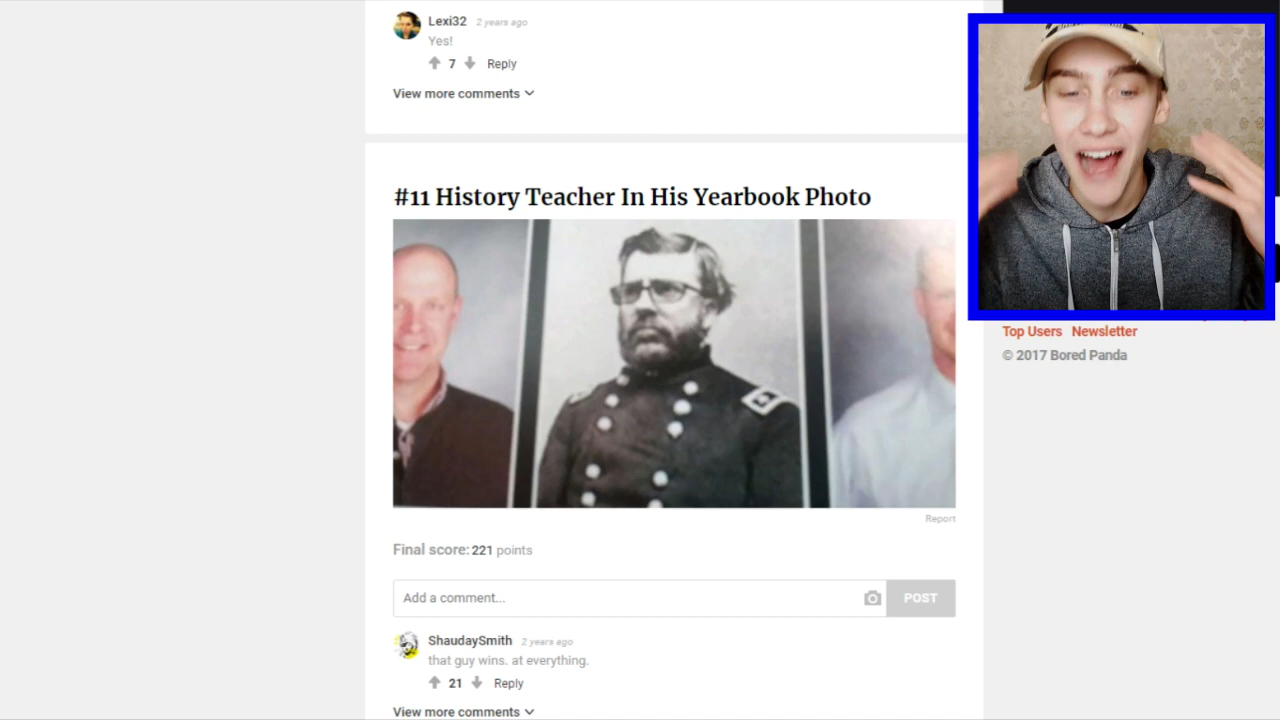 Lexi32 2 years ago
Yes!
7 Reply
View more comments
#11 History Teacher In His Yearbook Photo
Report
Final score: 221 points
Add a comment...
POST
ShaudaySmith 2 years ago
that guy wins. at everything.
21 Reply
View more comments
Top Users Newsletter
© 2017 Bored Panda